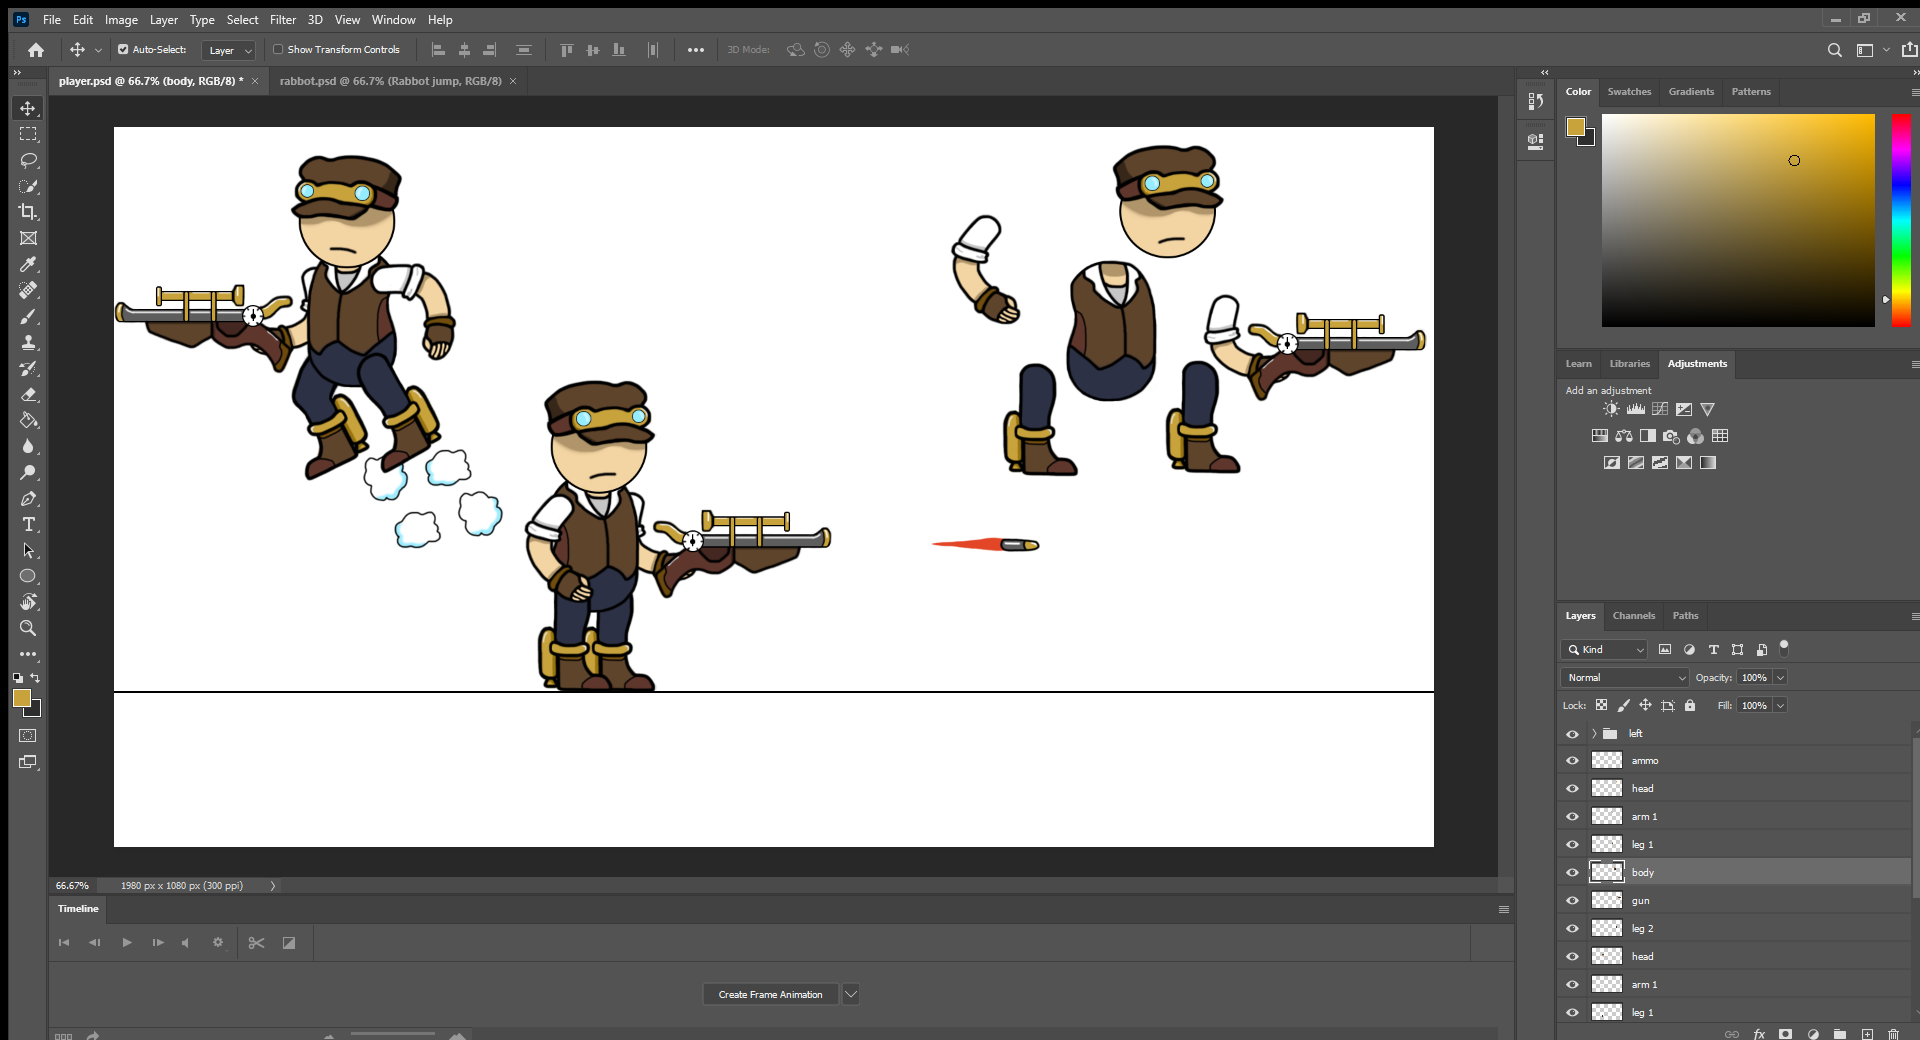 Ps File Edit Image Layer Type Select Filter 3D View Window Help
Auto-Select: Layer Show Transform Controls 3D Mode:
player.psd @ 66.7% (body, RGB/8) * × rabbot.psd @ 66.7% (Rabbot jump, RGB/8) ×
Color Swatches Gradients Patterns
Learn Libraries Adjustments
Add an adjustment
Layers Channels Paths
Kind
Normal Opacity: 100%
Lock: Fill: 100%
left
ammo
head
arm 1
leg 1
body
gun
leg 2
head
arm 1
leg 1
fx
66.67% 1980 px x 1080 px (300 ppi)
Timeline
Create Frame Animation